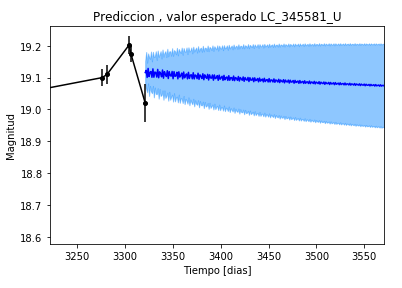 Prediccion , valor esperado LC_345581_U
19.2
19.1
19.0
18.9
18.8
18.7
18.6
Magnitud
3250 3300 3350 3400 3450 3500 3550
Tiempo [dias]